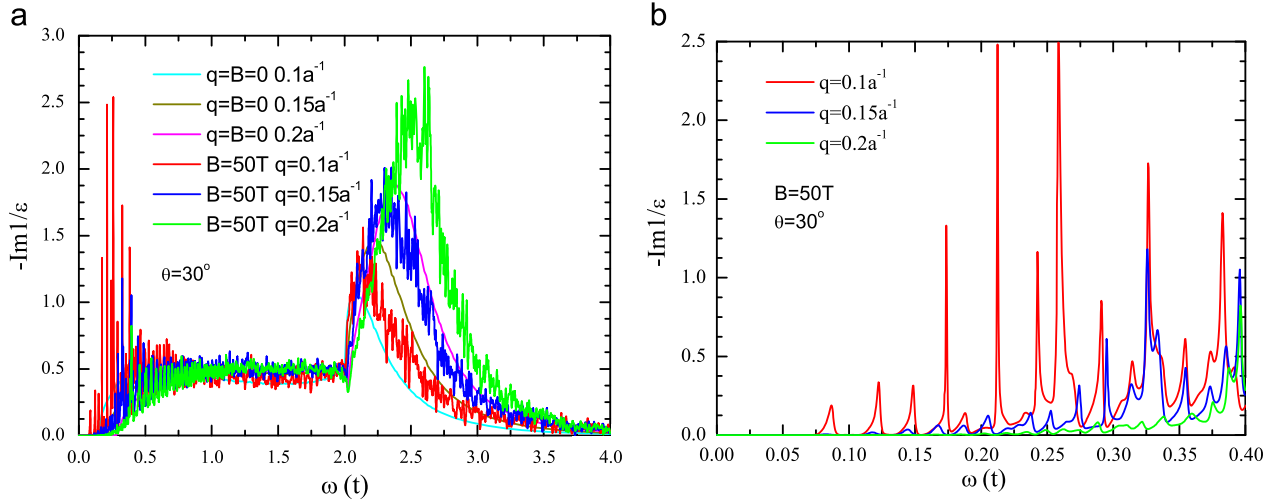 a
3.0
2.5
2.0
1.5
1.0
0.5
0.0
-Im1/ε
q=B=0 0.1a⁻¹
q=B=0 0.15a⁻¹
q=B=0 0.2a⁻¹
B=50T q=0.1a⁻¹
B=50T q=0.15a⁻¹
B=50T q=0.2a⁻¹
θ=30°
0.0 0.5 1.0 1.5 2.0 2.5 3.0 3.5 4.0
ω (t)
b
2.5
2.0
1.5
1.0
0.5
0.0
-Im1/ε
q=0.1a⁻¹
q=0.15a⁻¹
q=0.2a⁻¹
B=50T
θ=30°
0.00 0.05 0.10 0.15 0.20 0.25 0.30 0.35 0.40
ω (t)